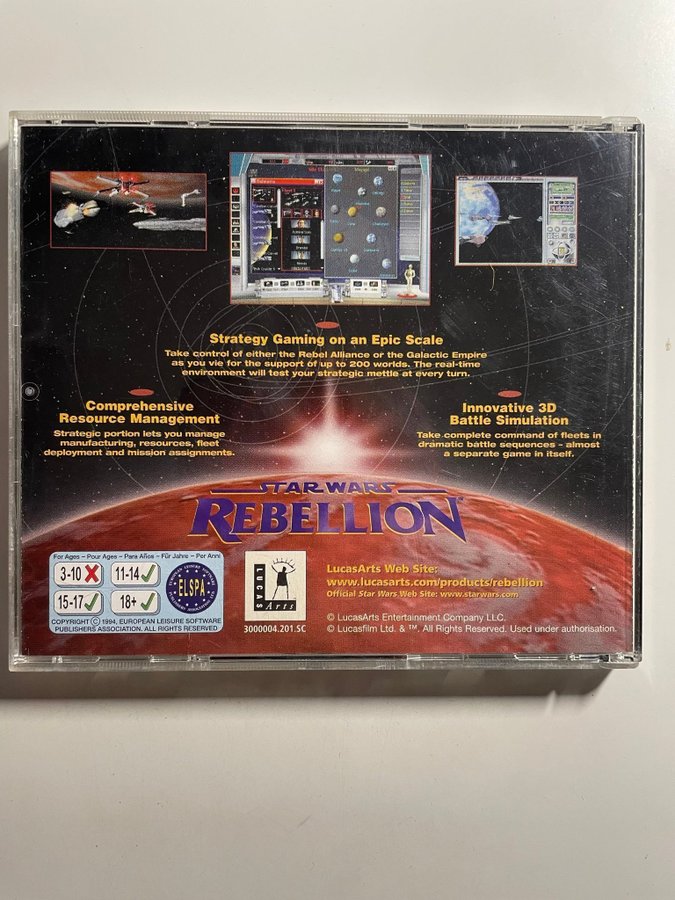 Strategy Gaming on an Epic Scale
Take control of either the Rebel Alliance or the Galactic Empire
as you vie for the support of up to 200 worlds. The real-time
environment will test your strategic mettle at every turn.
Comprehensive
Resource Management
Strategic portion lets you manage
manufacturing, resources, fleet
deployment and mission assignments.
Innovative 3D
Battle Simulation
Take complete command of fleets in
dramatic battle sequences - almost
a separate game in itself.
STAR WARS
REBELLION
For Ages - Pour Ages - Para Años - Für Jahre - Per Anni
3-10 11-14
15-17 18+
ELSPA
COPYRIGHT © 1994, EUROPEAN LEISURE SOFTWARE
PUBLISHERS ASSOCIATION. ALL RIGHTS RESERVED
LUCAS
Arts
3000004.201.SC
LucasArts Web Site:
www.lucasarts.com/products/rebellion
Official Star Wars Web Site: www.starwars.com
© LucasArts Entertainment Company LLC.
© Lucasfilm Ltd. & ™. All Rights Reserved. Used under authorisation.